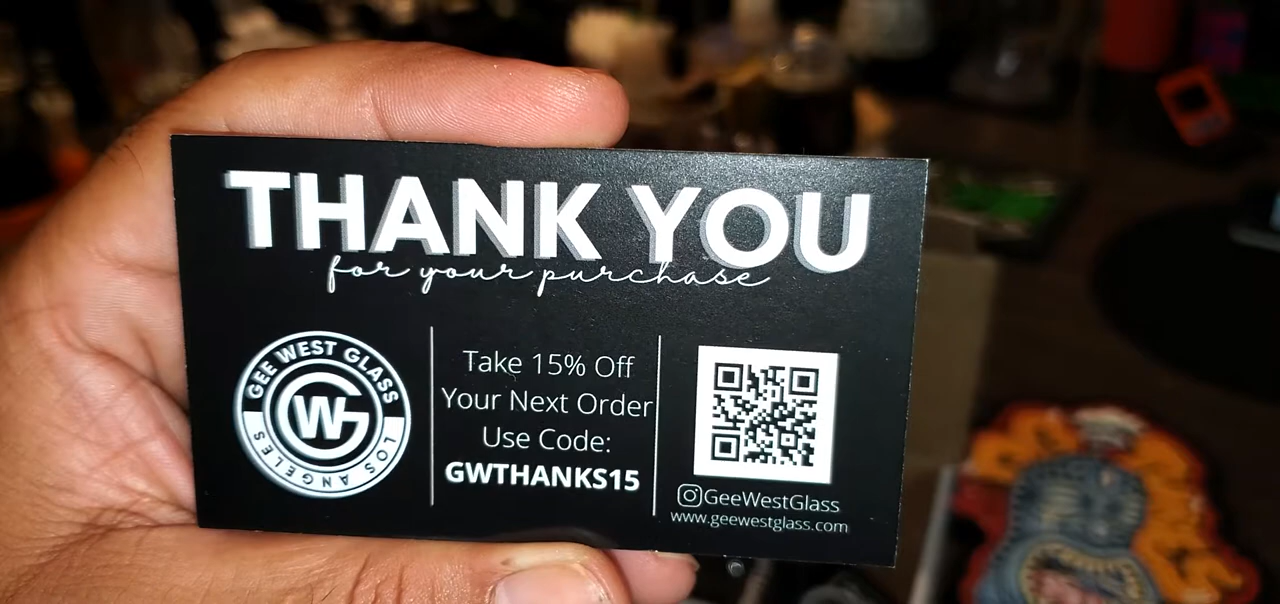 THANK YOU
for your purchase
GEE WEST GLASS
LOS ANGELES
GW
Take 15% Off
Your Next Order
Use Code:
GWTHANKS15
GeeWestGlass
www.geewestglass.com